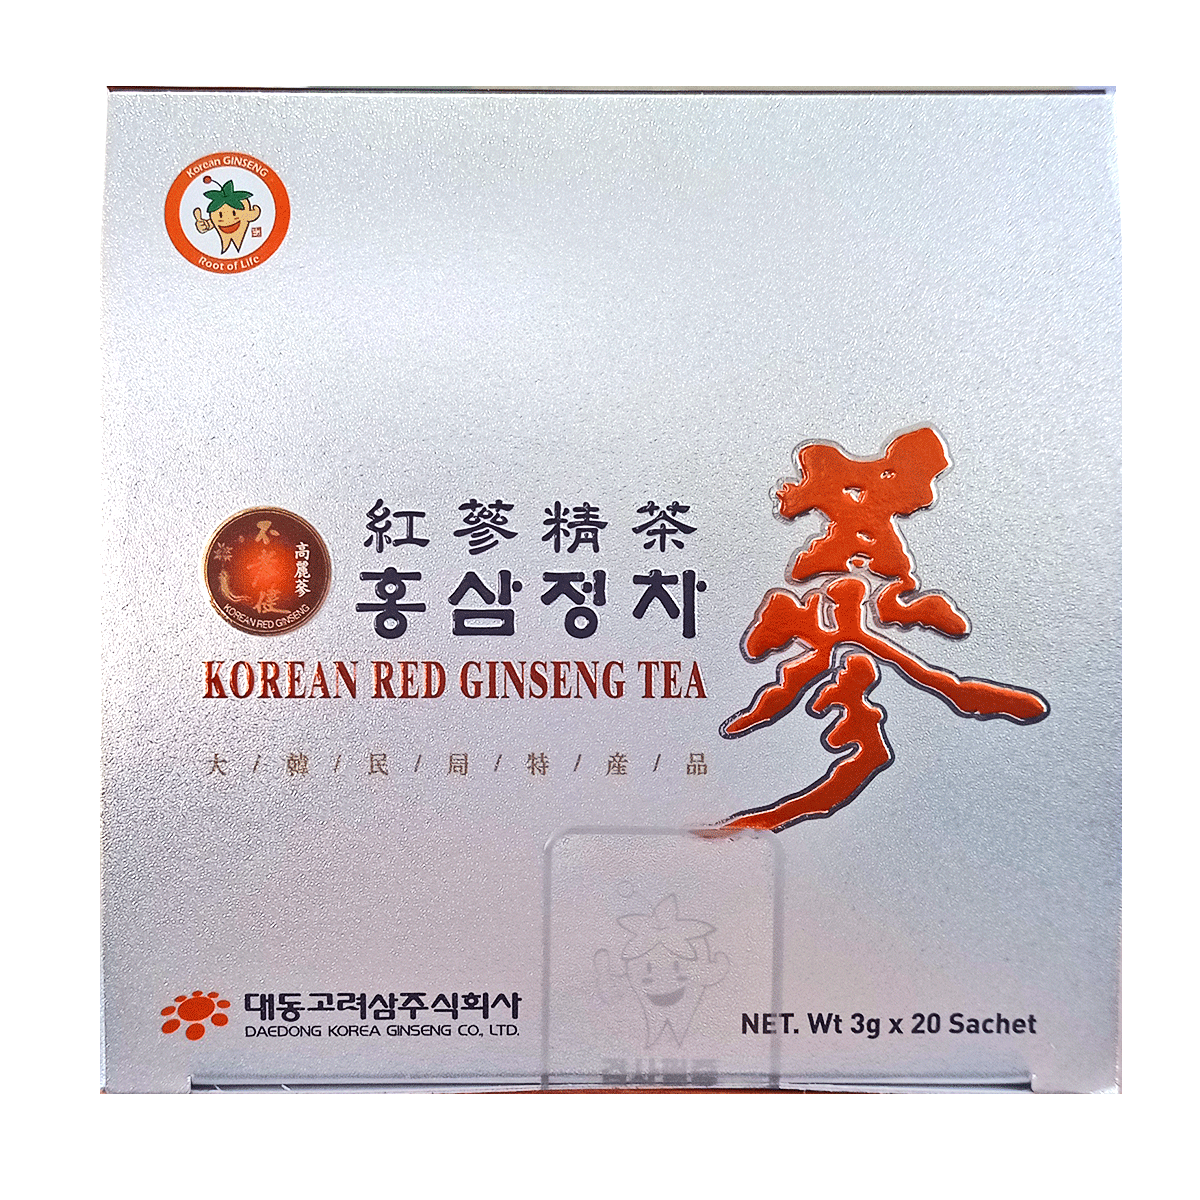 Korean GINSENG
Root of Life
紅蔘精茶
홍삼정차
不老健
高麗蔘
KOREAN RED GINSENG
KOREAN RED GINSENG TEA
蔘
大 / 韓 / 民 / 周 / 特 / 産 / 品
대동고려삼주식회사
DAEDONG KOREA GINSENG CO., LTD.
NET. Wt 3g x 20 Sachet